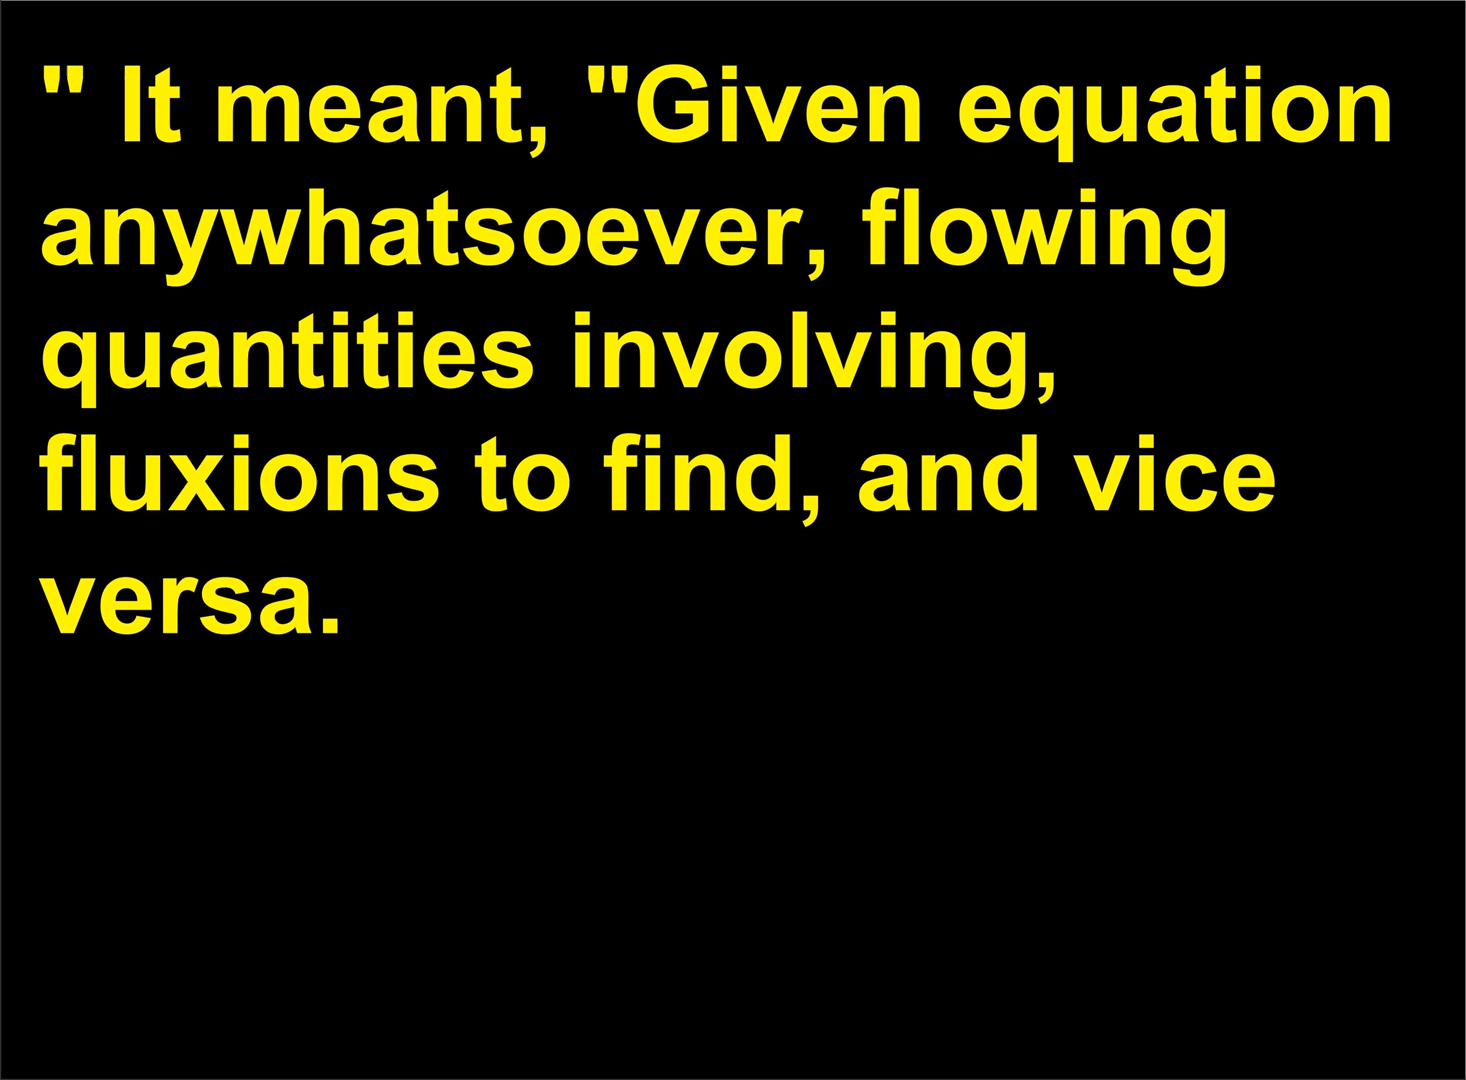 " It meant, "Given equation
anywhatsoever, flowing
quantities involving,
fluxions to find, and vice
versa.